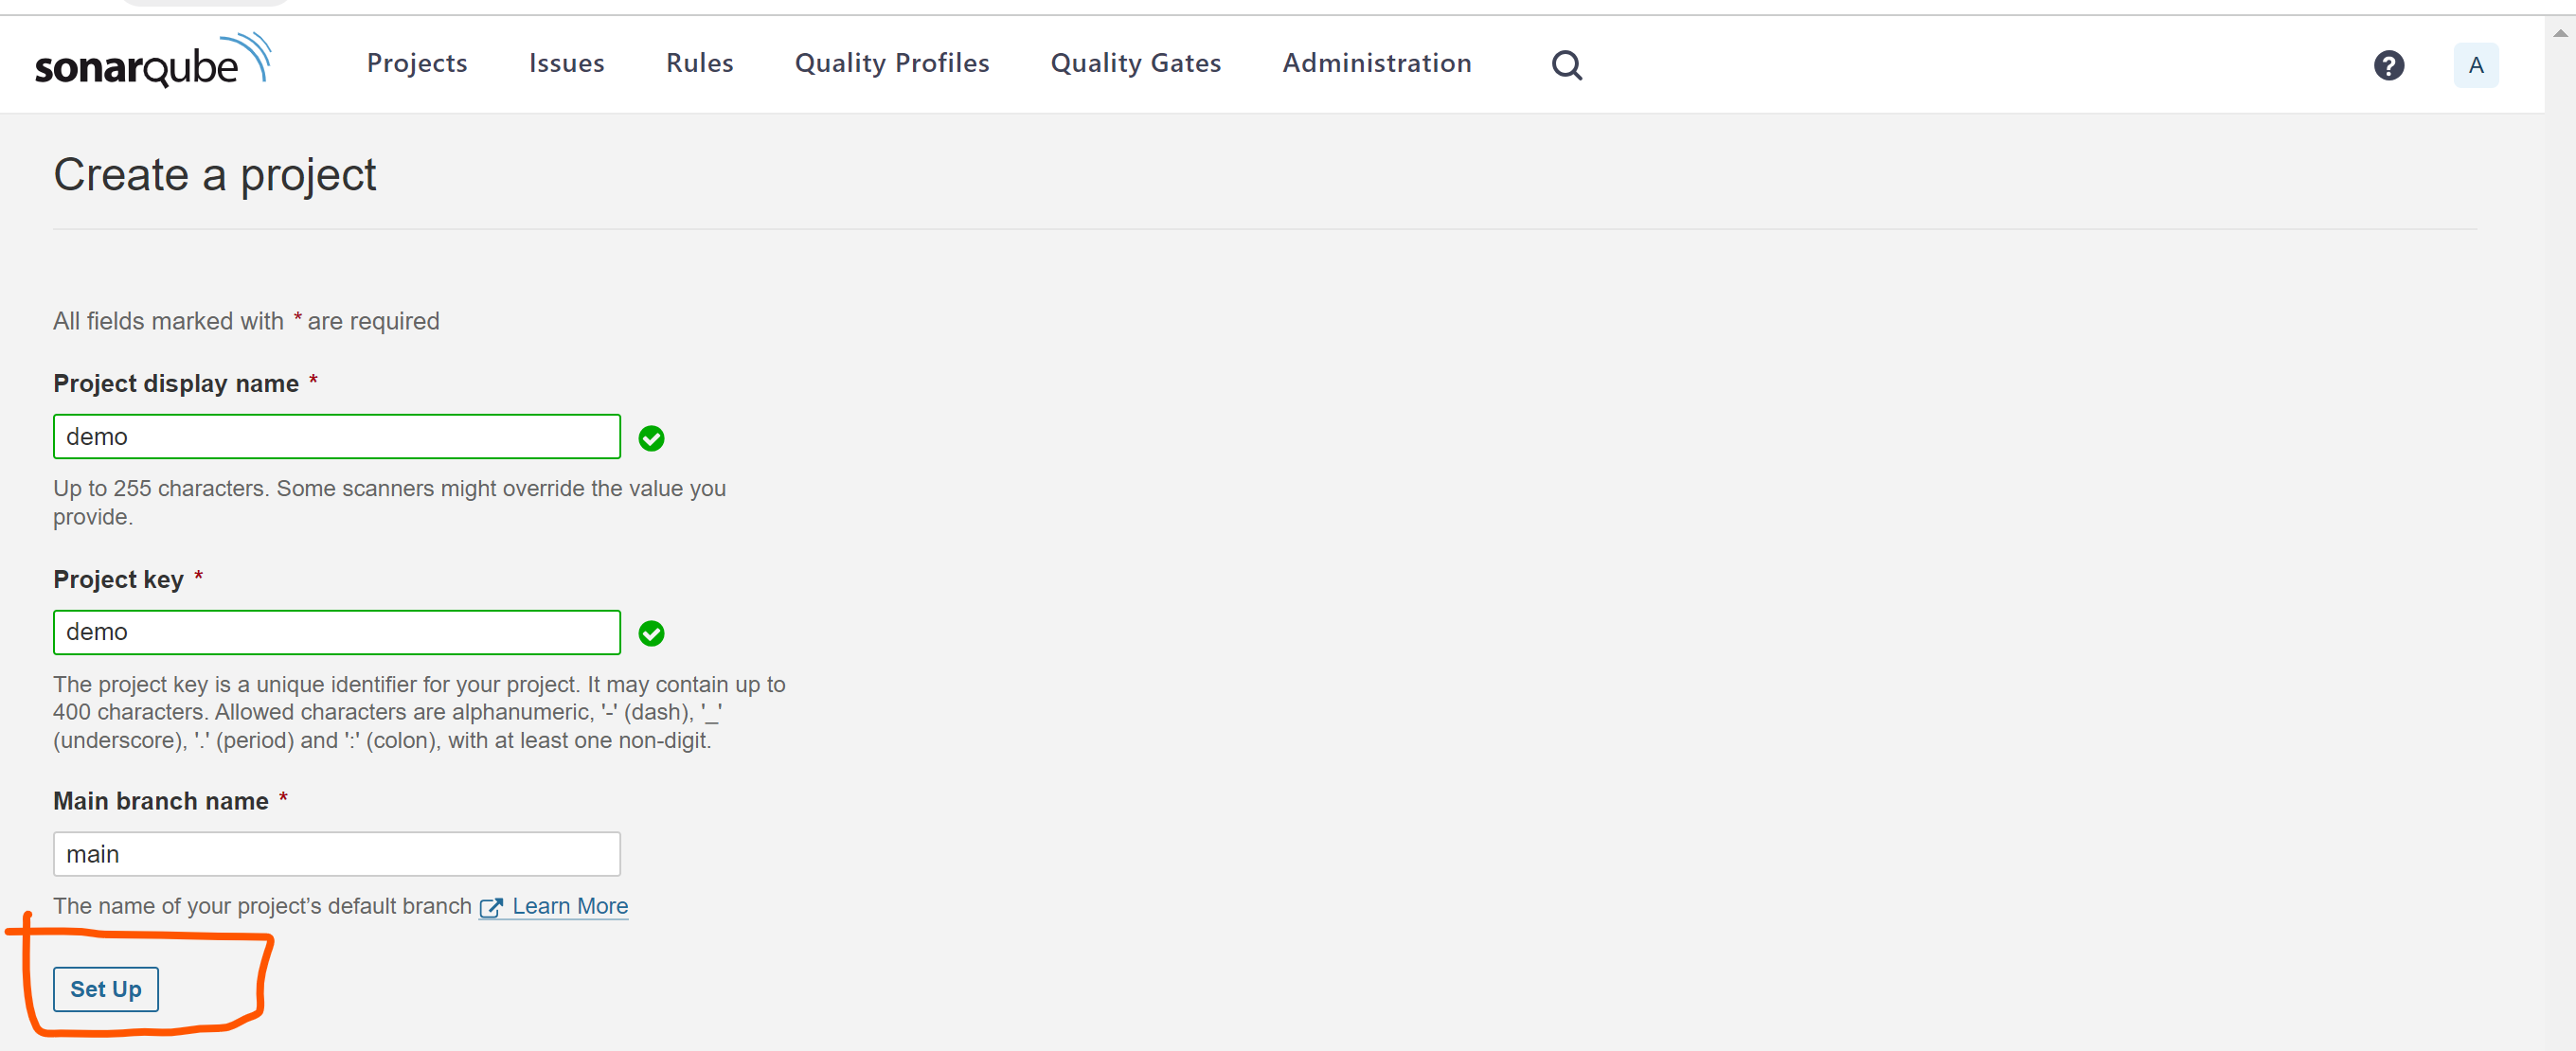 sonarqube Projects Issues Rules Quality Profiles Quality Gates Administration ? A
Create a project
All fields marked with * are required
Project display name *
demo
Up to 255 characters. Some scanners might override the value you
provide.
Project key *
demo
The project key is a unique identifier for your project. It may contain up to
400 characters. Allowed characters are alphanumeric, '-' (dash), '_'
(underscore), '.' (period) and ':' (colon), with at least one non-digit.
Main branch name *
main
The name of your project's default branch Learn More
Set Up